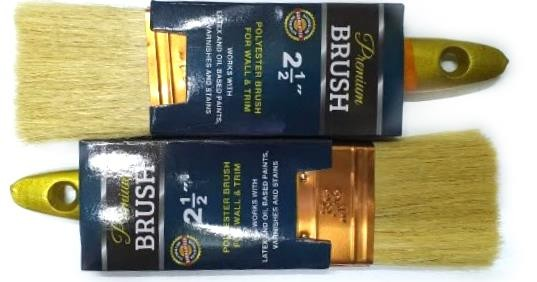 Premium
BRUSH
2 1/2"
POLYESTER BRUSH
FOR WALL & TRIM
WORKS WITH
LATEX AND OIL BASED PAINTS,
VARNISHES AND STAINS
Premium
BRUSH
2 1/2"
POLYESTER BRUSH
FOR WALL & TRIM
WORKS WITH
LATEX AND OIL BASED PAINTS,
VARNISHES AND STAINS